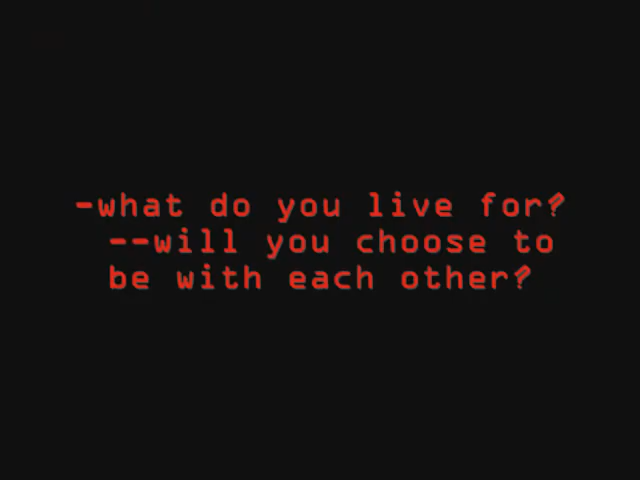 -what do you live for?
--will you choose to
be with each other?